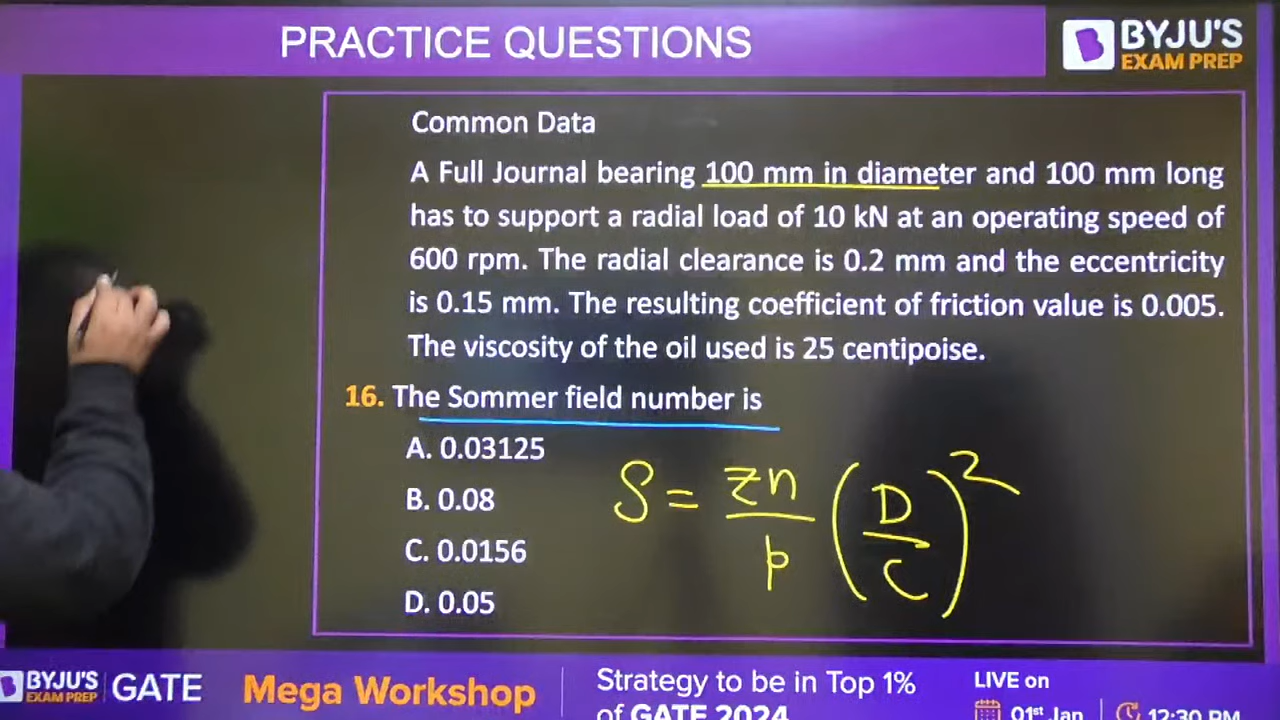 PRACTICE QUESTIONS
BYJU'S
EXAM PREP
Common Data
A Full Journal bearing 100 mm in diameter and 100 mm long
has to support a radial load of 10 kN at an operating speed of
600 rpm. The radial clearance is 0.2 mm and the eccentricity
is 0.15 mm. The resulting coefficient of friction value is 0.005.
The viscosity of the oil used is 25 centipoise.
16. The Sommer field number is
A. 0.03125
B. 0.08
C. 0.0156
D. 0.05
S = zn/p (D/C)²
BYJU'S
EXAM PREP
GATE
Mega Workshop
Strategy to be in Top 1%
of GATE 2024
LIVE on
01st Jan
12:30 PM